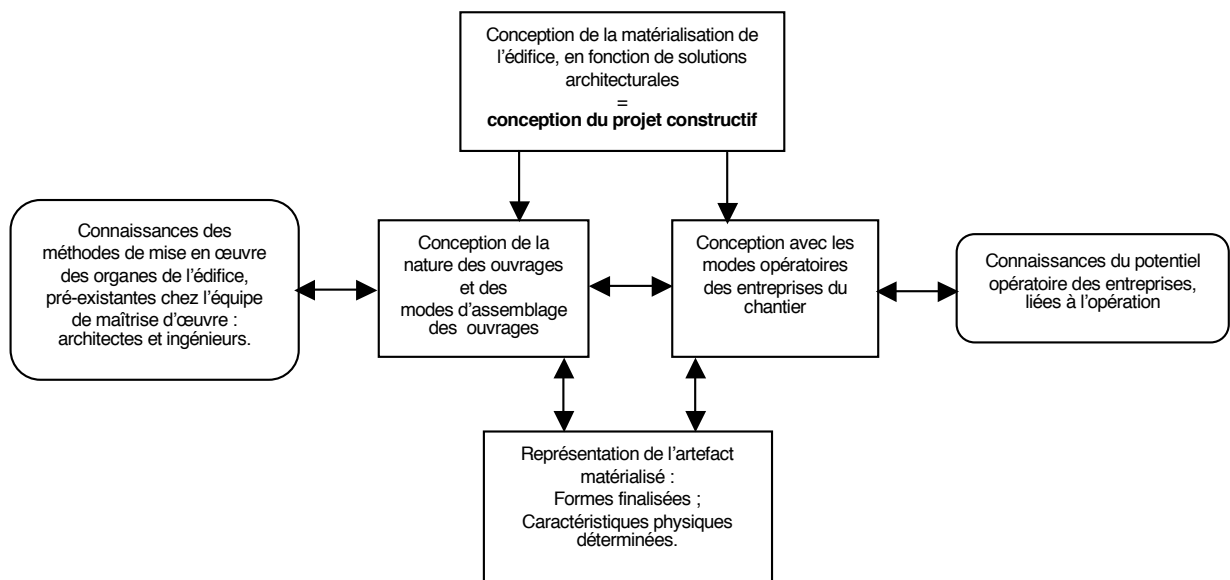 Conception de la matérialisation de
l'édifice, en fonction de solutions
architecturales
=
conception du projet constructif
Connaissances des
méthodes de mise en œuvre
des organes de l'édifice,
pré-existantes chez l'équipe
de maîtrise d'œuvre :
architectes et ingénieurs.
Conception de la
nature des ouvrages
et des
modes d'assemblage
des ouvrages
Conception avec les
modes opératoires
des entreprises du
chantier
Connaissances du potentiel
opératoire des entreprises,
liées à l'opération
Représentation de l'artefact
matérialisé :
Formes finalisées ;
Caractéristiques physiques
déterminées.